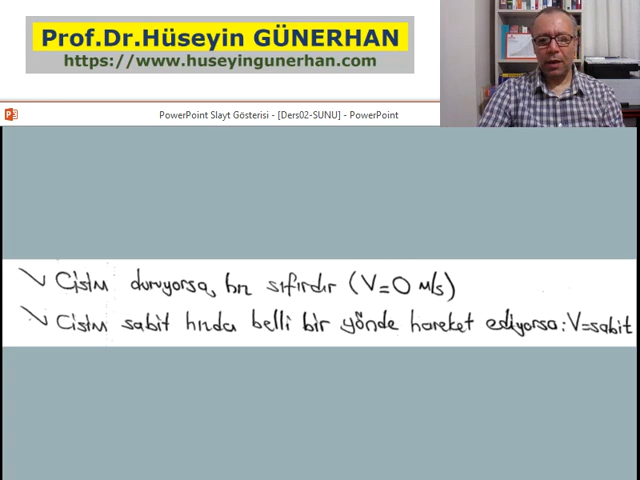 Prof.Dr.Hüseyin GÜNERHAN
https://www.huseyingunerhan.com
PowerPoint Slayt Gösterisi - [Ders02-SUNU] - PowerPoint
Cisim duruyorsa, hız sıfırdır (V=0 m/s)
Cisim sabit hızda belli bir yönde hareket ediyorsa: V=sabit